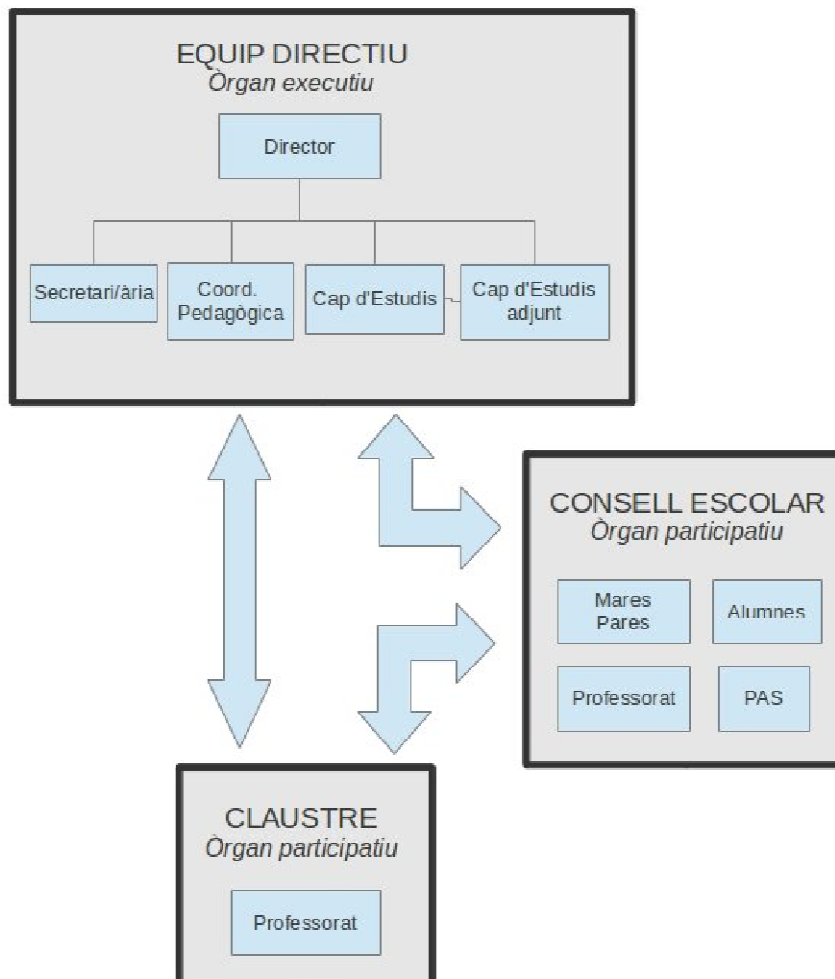 EQUIP DIRECTIU
Òrgan executiu
Director
Secretari/ària
Coord.
Pedagògica
Cap d'Estudis
Cap d'Estudis
adjunt
CONSELL ESCOLAR
Òrgan participatiu
Mares
Pares
Alumnes
Professorat
PAS
CLAUSTRE
Òrgan participatiu
Professorat